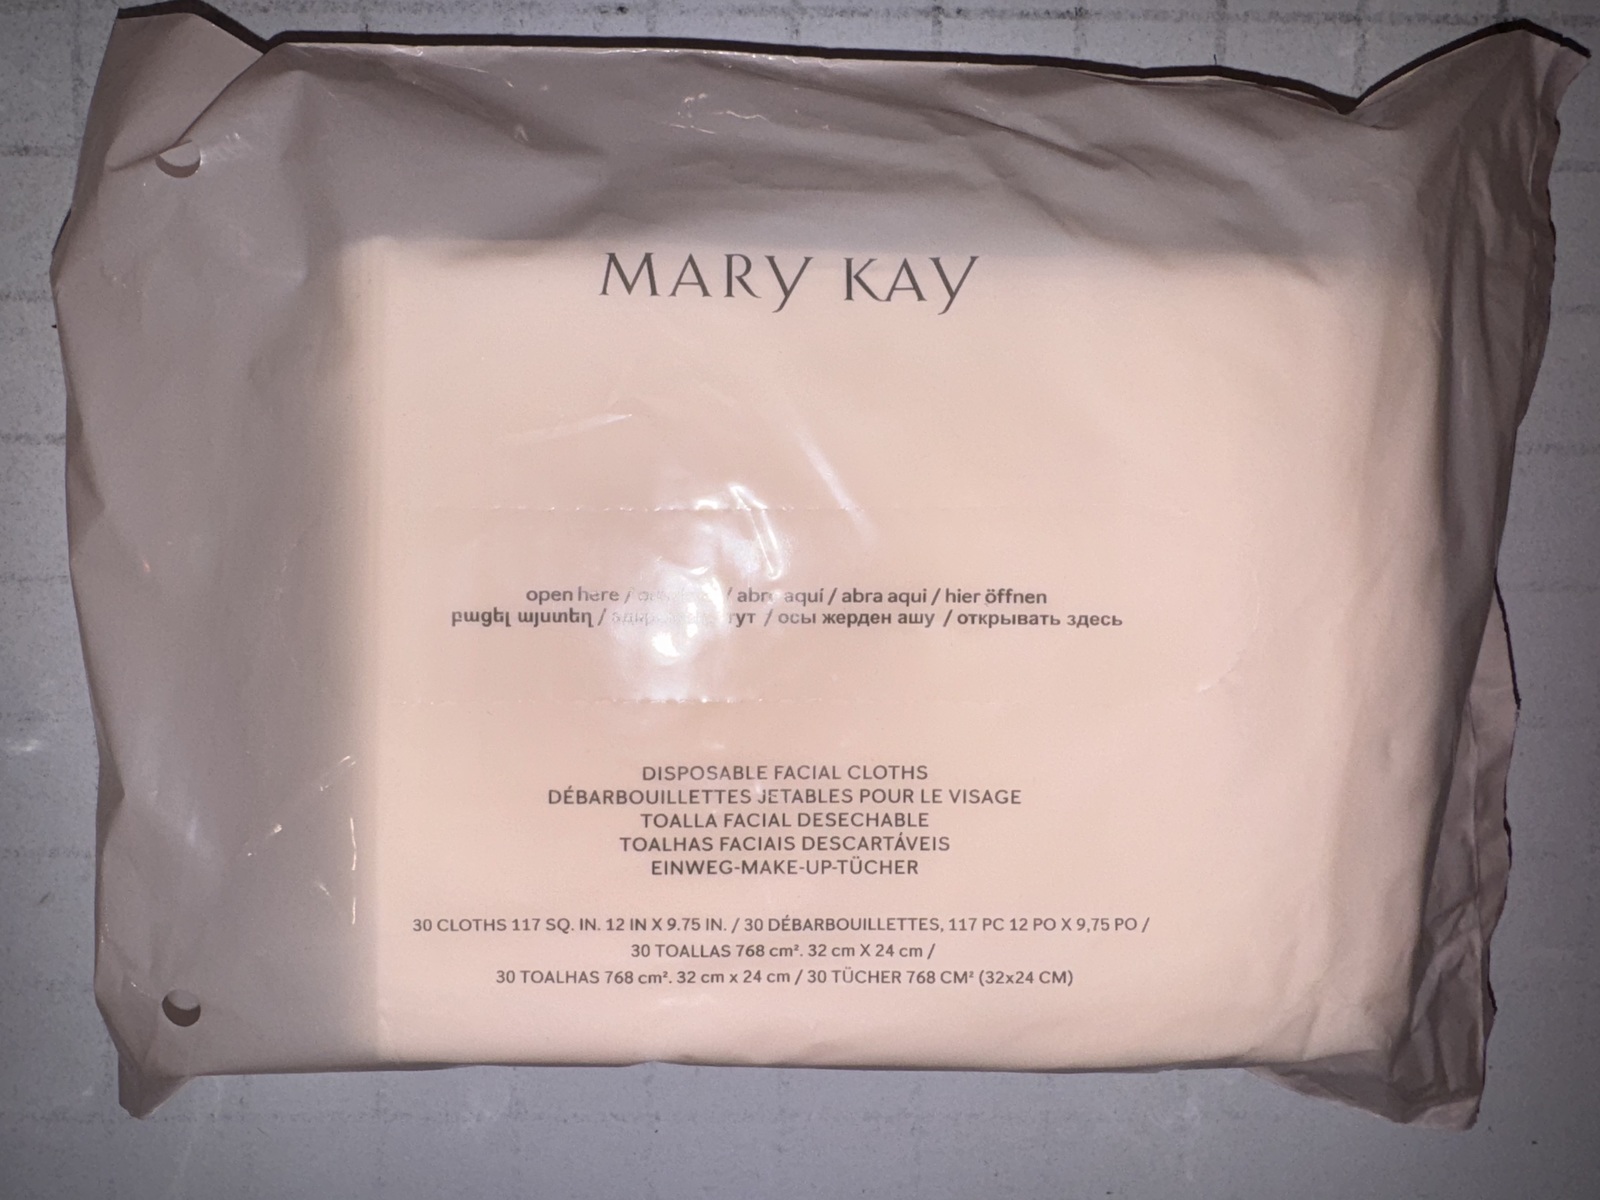 MARY KAY
open here / / abra aquí / abra aqui / hier öffnen
բացել այստեղ / тут / осы жерден ашу / открывать здесь
DISPOSABLE FACIAL CLOTHS
DÉBARBOUILLETTES JETABLES POUR LE VISAGE
TOALLA FACIAL DESECHABLE
TOALHAS FACIAIS DESCARTÁVEIS
EINWEG-MAKE-UP-TÜCHER
30 CLOTHS 117 SQ. IN. 12 IN X 9.75 IN. / 30 DÉBARBOUILLETTES, 117 PC 12 PO X 9,75 PO /
30 TOALLAS 768 cm². 32 cm X 24 cm /
30 TOALHAS 768 cm². 32 cm x 24 cm / 30 TÜCHER 768 CM² (32x24 CM)